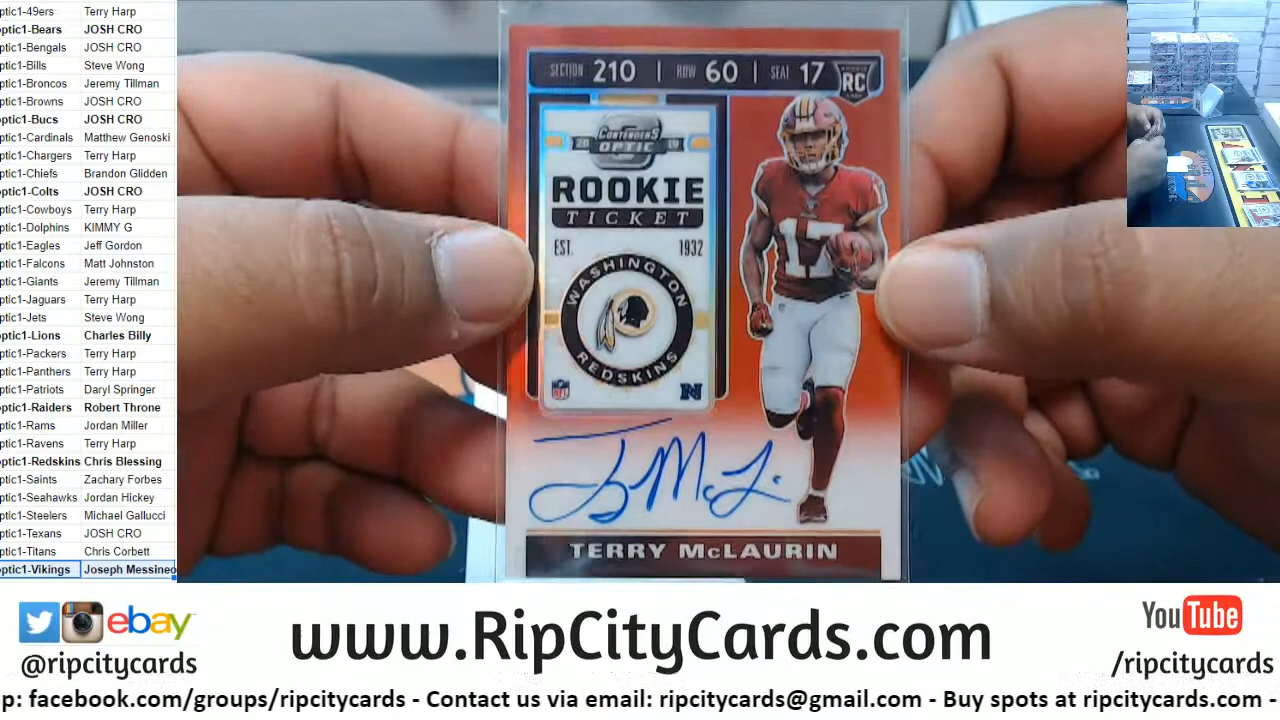 ptic1-49ers Terry Harp
ptic1-Bears JOSH CRO
ptic1-Bengals JOSH CRO
ptic1-Bills Steve Wong
ptic1-Broncos Jeremy Tillman
ptic1-Browns JOSH CRO
ptic1-Bucs JOSH CRO
ptic1-Cardinals Matthew Genoski
ptic1-Chargers Terry Harp
ptic1-Chiefs Brandon Glidden
ptic1-Colts JOSH CRO
ptic1-Cowboys Terry Harp
ptic1-Dolphins KIMMY G
ptic1-Eagles Jeff Gordon
ptic1-Falcons Matt Johnston
ptic1-Giants Jeremy Tillman
ptic1-Jaguars Terry Harp
ptic1-Jets Steve Wong
ptic1-Lions Charles Billy
ptic1-Packers Terry Harp
ptic1-Panthers Terry Harp
ptic1-Patriots Daryl Springer
ptic1-Raiders Robert Throne
ptic1-Rams Jordan Miller
ptic1-Ravens Terry Harp
ptic1-Redskins Chris Blessing
ptic1-Saints Zachary Forbes
ptic1-Seahawks Jordan Hickey
ptic1-Steelers Michael Gallucci
ptic1-Texans JOSH CRO
ptic1-Titans Chris Corbett
ptic1-Vikings Joseph Messineo
SECTION 210 | ROW 60 | SEAT 17
RC
CONTENDERS
20 OPTIC 19
ROOKIE
TICKET
EST. 1932
WASHINGTON
REDSKINS
NFL N
17
TERRY McLAURIN
ebay
@ripcitycards
www.RipCityCards.com
YouTube
/ripcitycards
p: facebook.com/groups/ripcitycards - Contact us via email: ripcitycards@gmail.com - Buy spots at ripcitycards.com -